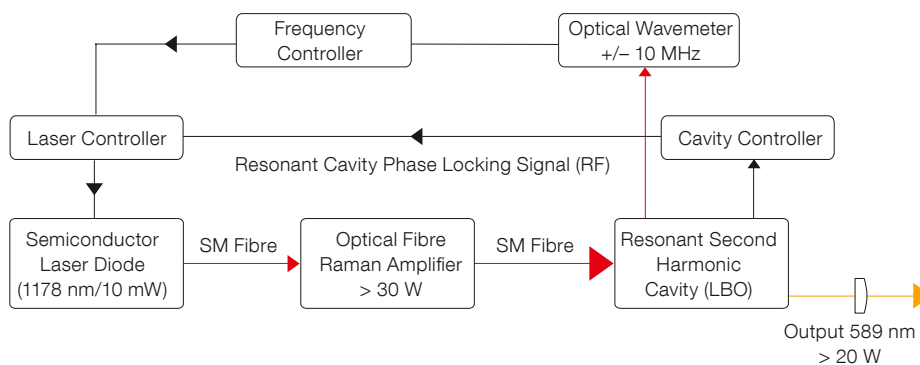 Frequency
Controller
Optical Wavemeter
+/– 10 MHz
Laser Controller
Cavity Controller
Resonant Cavity Phase Locking Signal (RF)
Semiconductor
Laser Diode
(1178 nm/10 mW)
SM Fibre
Optical Fibre
Raman Amplifier
> 30 W
SM Fibre
Resonant Second
Harmonic
Cavity (LBO)
Output 589 nm
> 20 W